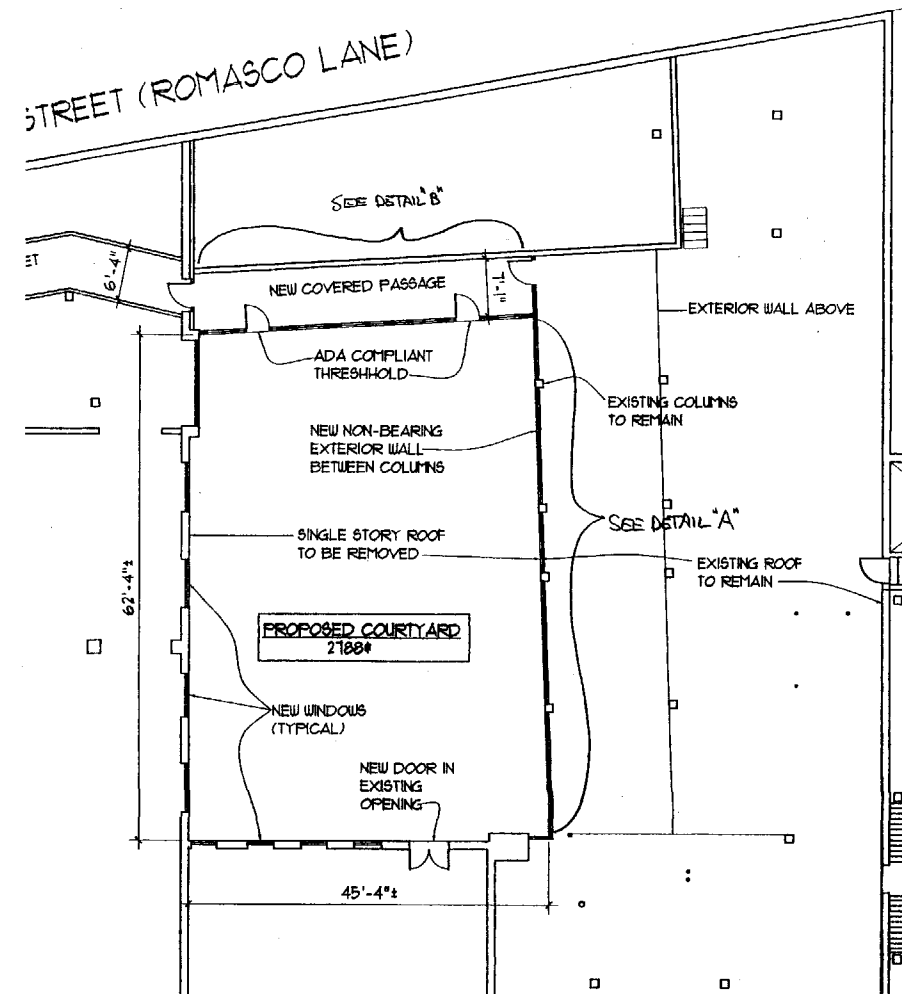 STREET (ROMASCO LANE)
SEE DETAIL "B"
ET
6'-4"
NEW COVERED PASSAGE
EXTERIOR WALL ABOVE
ADA COMPLIANT
THRESHHOLD
EXISTING COLUMNS
TO REMAIN
NEW NON-BEARING
EXTERIOR WALL
BETWEEN COLUMNS
SEE DETAIL "A"
SINGLE STORY ROOF
TO BE REMOVED
EXISTING ROOF
TO REMAIN
62'-4"±
PROPOSED COURTYARD
2788#
NEW WINDOWS
(TYPICAL)
NEW DOOR IN
EXISTING
OPENING
45'-4"±